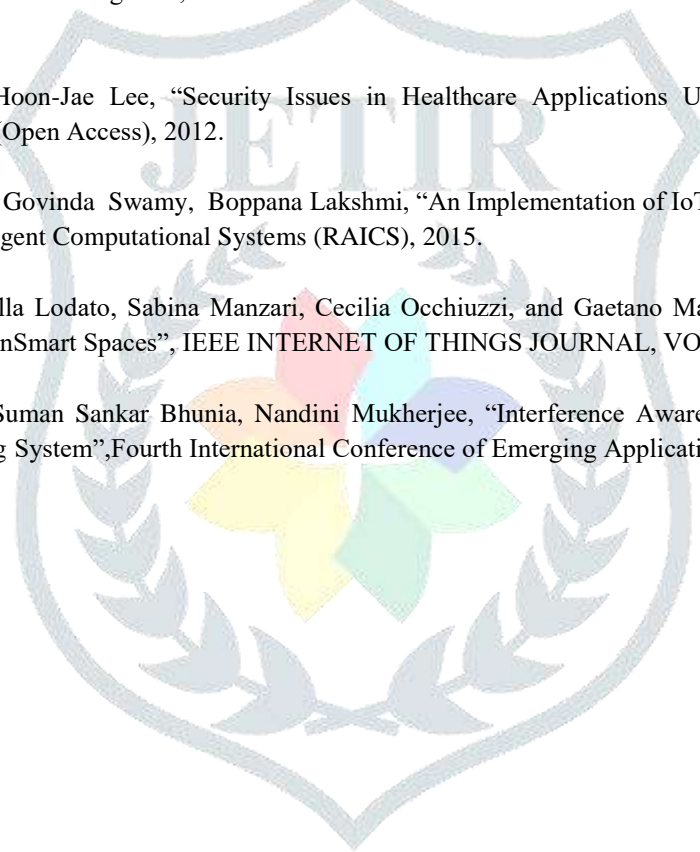 Hoon-Jae Lee, “Security Issues in Healthcare Applications U
(Open Access), 2012.
JETIR
Govinda Swamy, Boppana Lakshmi, “An Implementation of IoT
gent Computational Systems (RAICS), 2015.
lla Lodato, Sabina Manzari, Cecilia Occhiuzzi, and Gaetano Ma
nSmart Spaces”, IEEE INTERNET OF THINGS JOURNAL, VO
Suman Sankar Bhunia, Nandini Mukherjee, “Interference Aware
g System”,Fourth International Conference of Emerging Applicati